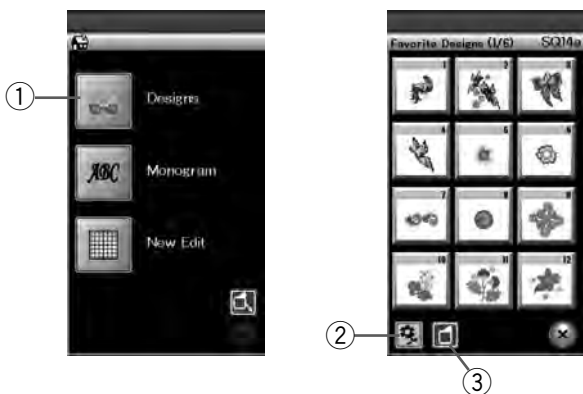 ①
Designs
ABC
Monogram
New Edit
Favorite Designs (1/6) SQ14a
1 2 3
4 5 6
7 8 9
10 11 12
②
③